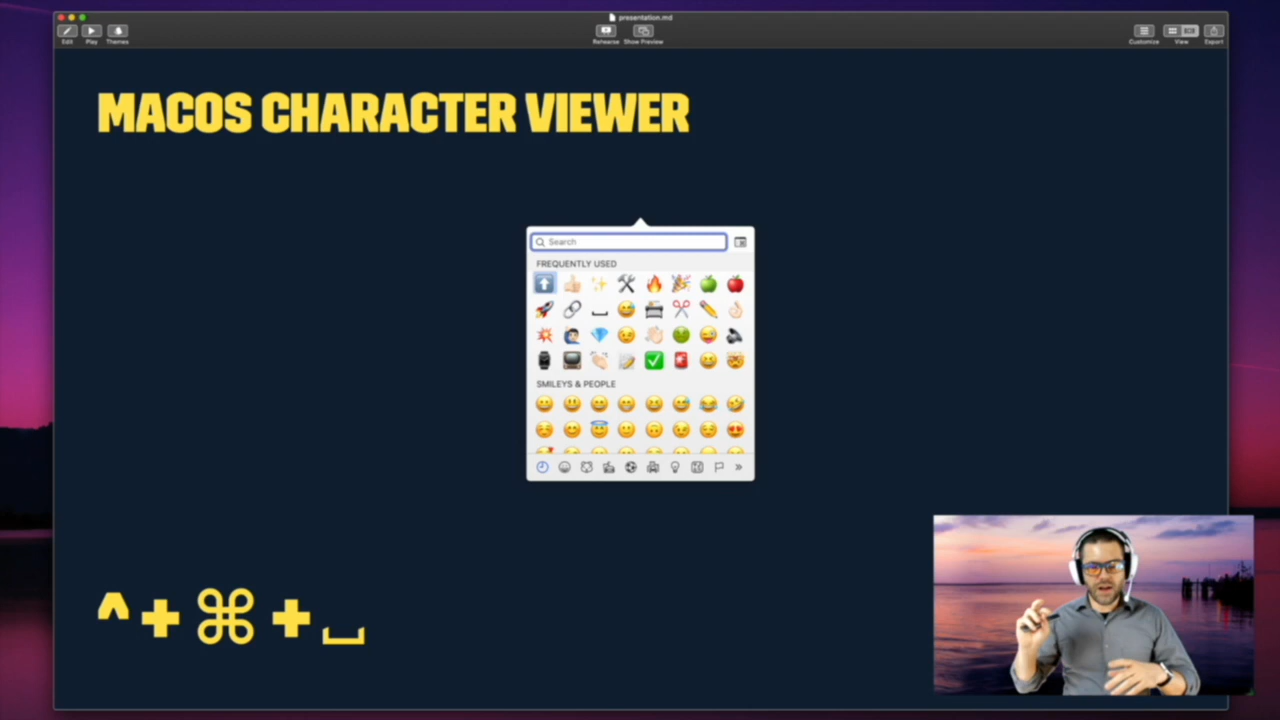 presentation.md
Edit Play Themes Rehearse Show Preview Customize View Export
MACOS CHARACTER VIEWER
Search
FREQUENTLY USED
SMILEYS & PEOPLE
^ + ⌘ + ⎵